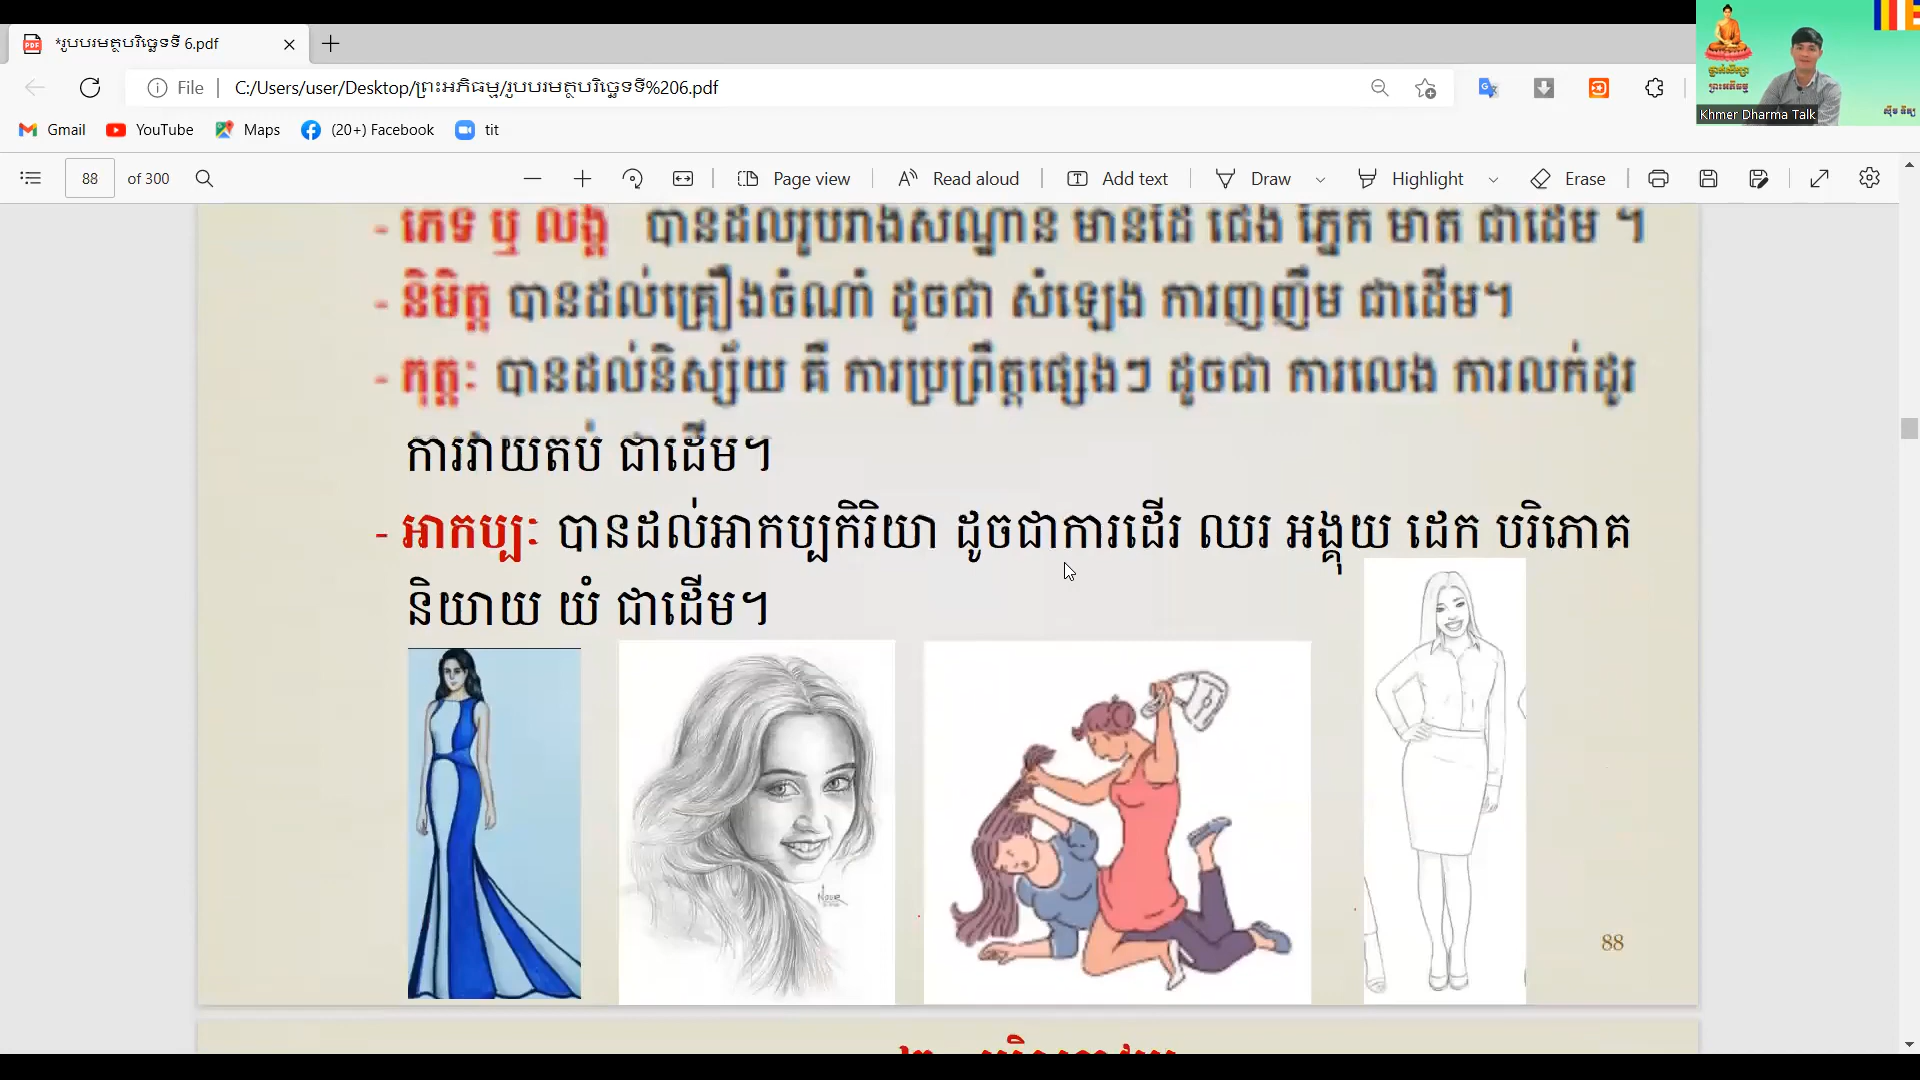 *រូបបរមត្ថបរិច្ឆេទទី 6.pdf
File C:/Users/user/Desktop/ព្រះអភិធម្ម/រូបបរមត្ថបរិច្ឆេទទី%206.pdf
Gmail YouTube Maps (20+) Facebook tit
Khmer Dharma Talk
88 of 300 Page view Read aloud Add text Draw Highlight Erase
- ភេទ ឬ លិង្គ បានដល់រូបរាងសណ្ឋាន មានដៃ ជើង ភ្នែក មាត់ ជាដើម ។
- និមិត្ត បានដល់គ្រឿងចំណាំ ដូចជា សំឡេង ការញញឹម ជាដើម។
- កុត្តៈ បានដល់និស្ស័យ គឺ ការប្រព្រឹត្តផ្សេងៗ ដូចជា ការលេង ការលក់ដូរ
ការវាយតប់ ជាដើម។
- អាកប្បៈ បានដល់អាកប្បកិរិយា ដូចជាការដើរ ឈរ អង្គុយ ដេក បរិភោគ
និយាយ យំ ជាដើម។
88